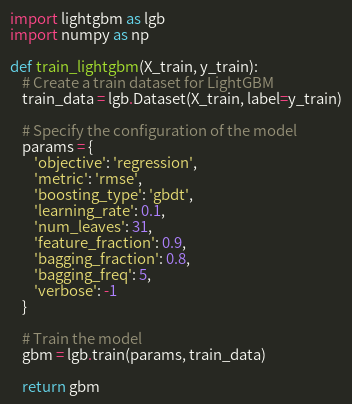 import lightgbm as lgb
import numpy as np
def train_lightgbm(X_train, y_train):
# Create a train dataset for LightGBM
train_data = lgb.Dataset(X_train, label=y_train)
# Specify the configuration of the model
params = {
'objective': 'regression',
'metric': 'rmse',
'boosting_type': 'gbdt',
'learning_rate': 0.1,
'num_leaves': 31,
'feature_fraction': 0.9,
'bagging_fraction': 0.8,
'bagging_freq': 5,
'verbose': -1
}
# Train the model
gbm = lgb.train(params, train_data)
return gbm